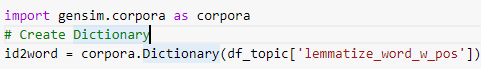 import gensim.corpora as corpora
# Create Dictionary
id2word = corpora.Dictionary(df_topic['lemmatize_word_w_pos'])